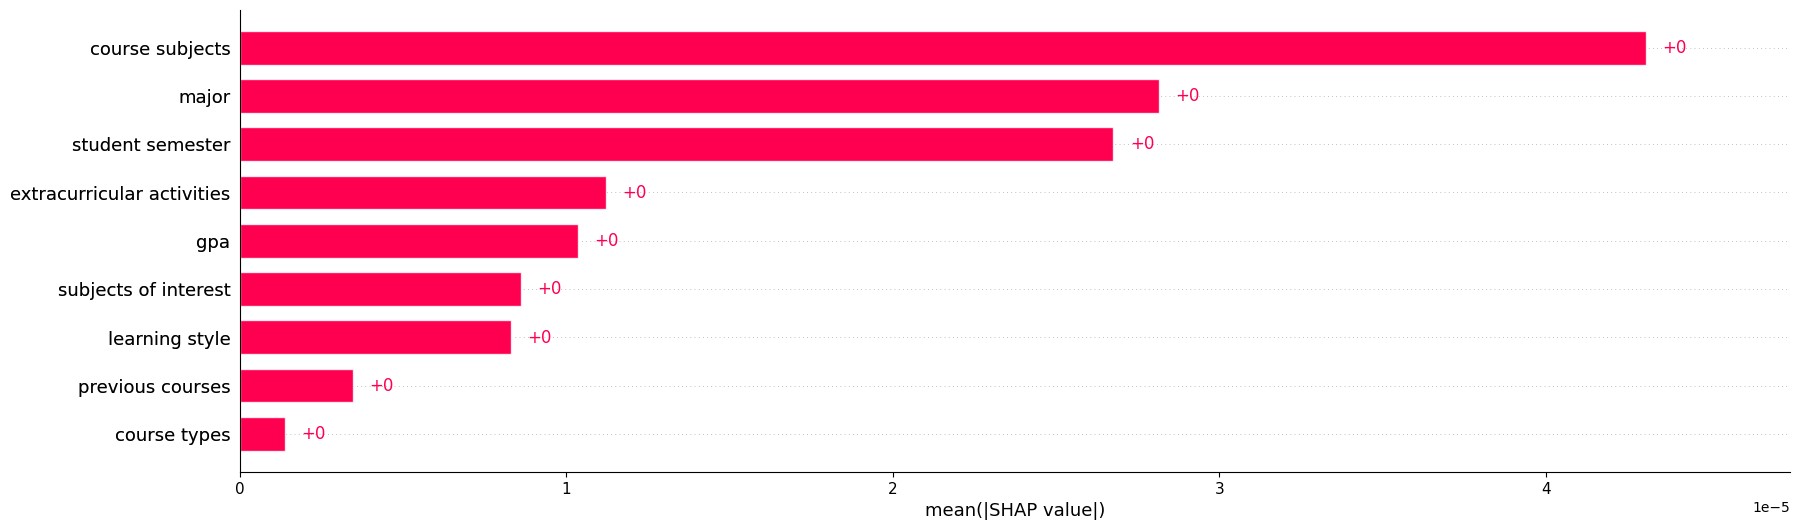 course subjects +0
major +0
student semester +0
extracurricular activities +0
gpa +0
subjects of interest +0
learning style +0
previous courses +0
course types +0
0 1 2 3 4
mean(|SHAP value|) 1e−5